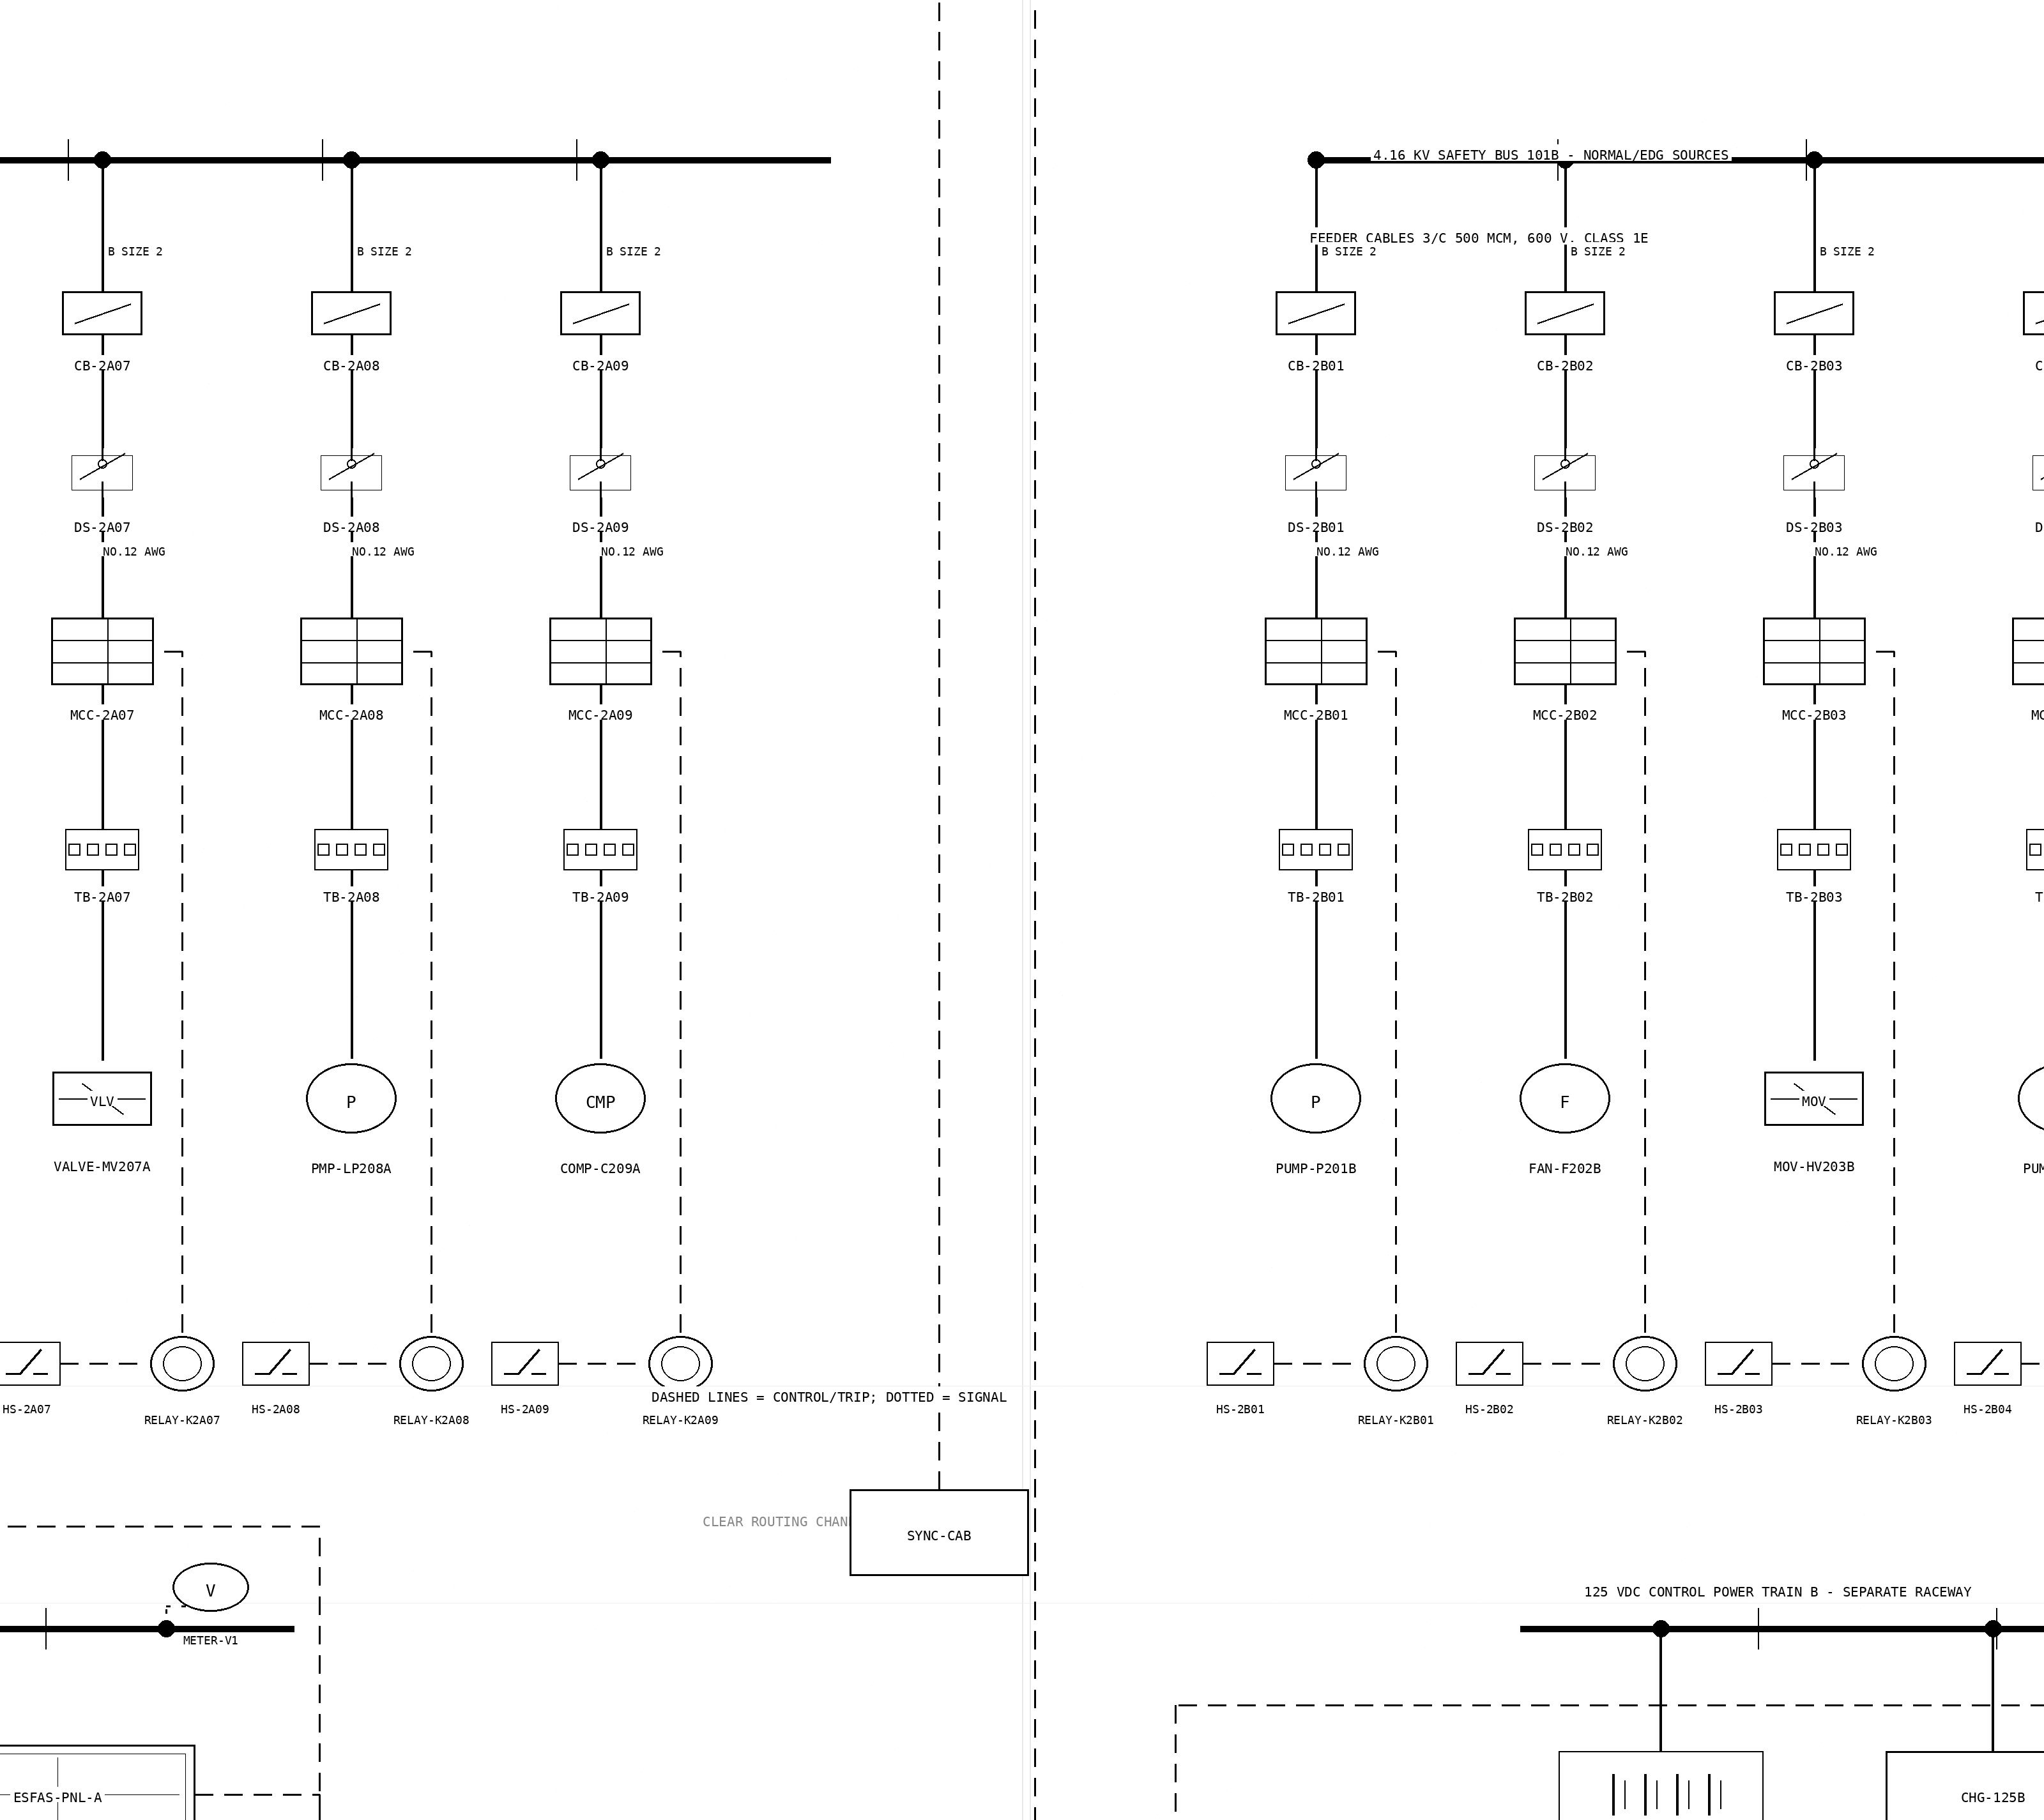 4.16 KV SAFETY BUS 101B - NORMAL/EDG SOURCES
FEEDER CABLES 3/C 500 MCM, 600 V. CLASS 1E
B SIZE 2
B SIZE 2
B SIZE 2
B SIZE 2
B SIZE 2
B SIZE 2
CB-2A07
CB-2A08
CB-2A09
CB-2B01
CB-2B02
CB-2B03
DS-2A07
DS-2A08
DS-2A09
DS-2B01
DS-2B02
DS-2B03
NO.12 AWG
NO.12 AWG
NO.12 AWG
NO.12 AWG
NO.12 AWG
NO.12 AWG
MCC-2A07
MCC-2A08
MCC-2A09
MCC-2B01
MCC-2B02
MCC-2B03
TB-2A07
TB-2A08
TB-2A09
TB-2B01
TB-2B02
TB-2B03
VLV
P
CMP
P
F
MOV
VALVE-MV207A
PMP-LP208A
COMP-C209A
PUMP-P201B
FAN-F202B
MOV-HV203B
DASHED LINES = CONTROL/TRIP; DOTTED = SIGNAL
HS-2A07
HS-2A08
HS-2A09
HS-2B01
HS-2B02
HS-2B03
HS-2B04
RELAY-K2A07
RELAY-K2A08
RELAY-K2A09
RELAY-K2B01
RELAY-K2B02
RELAY-K2B03
CLEAR ROUTING CHAN
SYNC-CAB
V
METER-V1
125 VDC CONTROL POWER TRAIN B - SEPARATE RACEWAY
ESFAS-PNL-A
CHG-125B